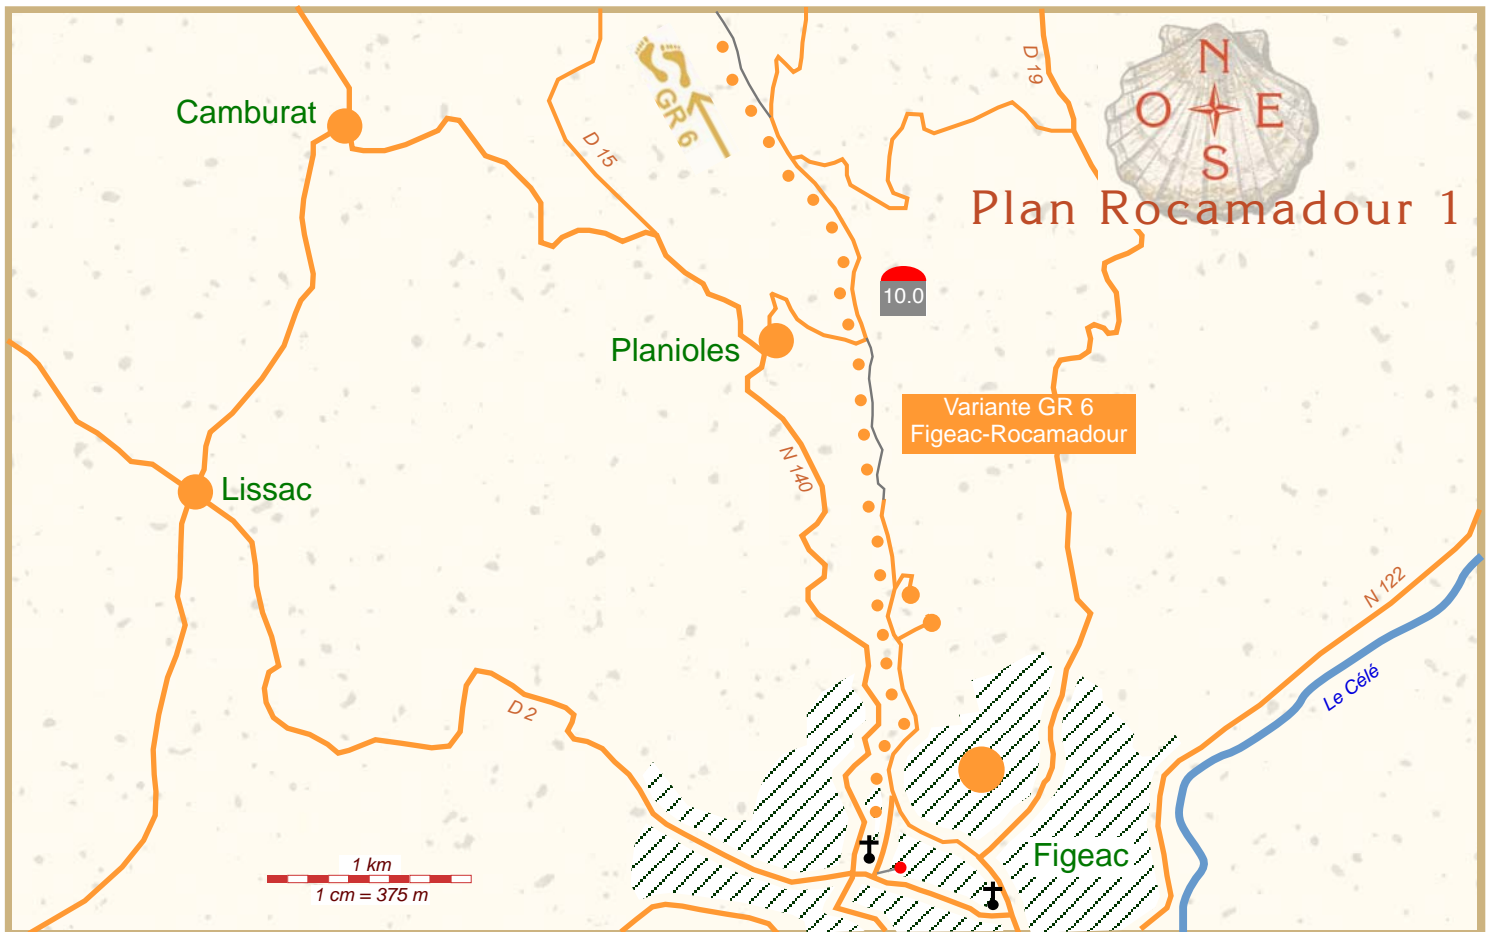 Camburat
D 15
GR 6
D 19
N
O
E
S
Plan Rocamadour 1
10.0
Planioles
Variante GR 6
Figeac-Rocamadour
N 140
Lissac
N 122
Le Célé
D 2
Figeac
1 km
1 cm = 375 m